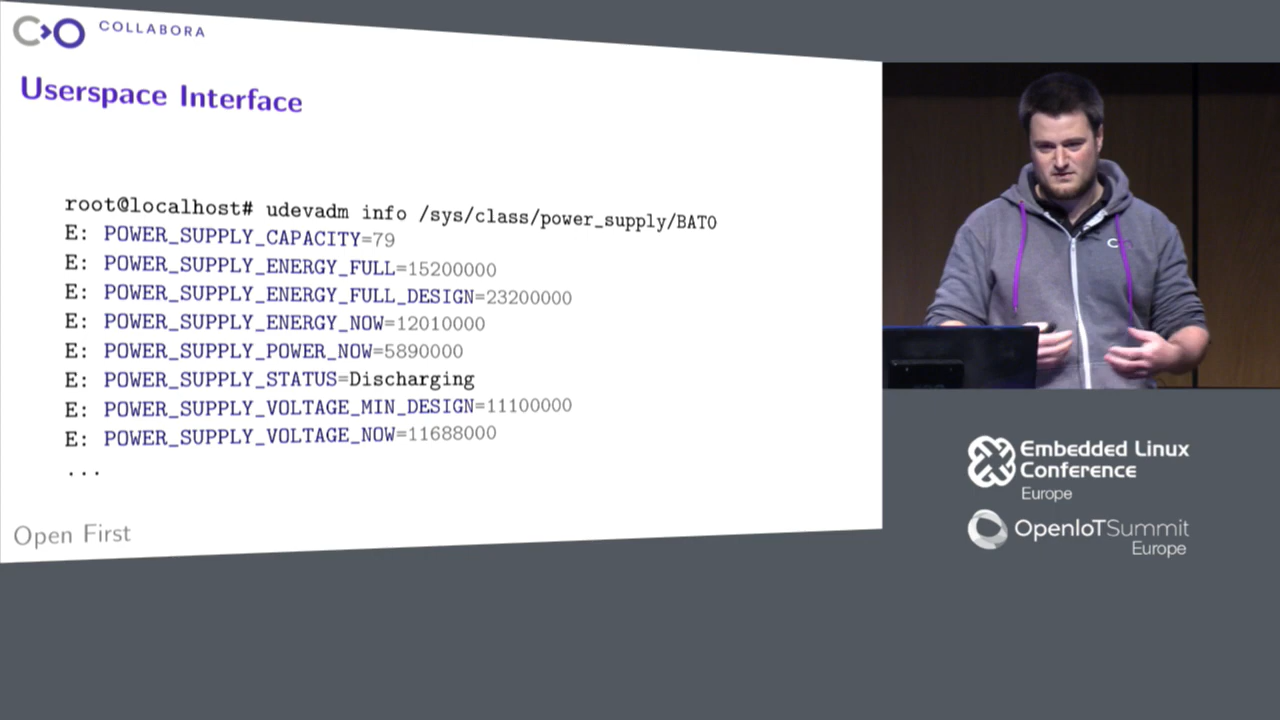 COLLABORA
Userspace Interface
root@localhost# udevadm info /sys/class/power_supply/BAT0
E: POWER_SUPPLY_CAPACITY=79
E: POWER_SUPPLY_ENERGY_FULL=15200000
E: POWER_SUPPLY_ENERGY_FULL_DESIGN=23200000
E: POWER_SUPPLY_ENERGY_NOW=12010000
E: POWER_SUPPLY_POWER_NOW=5890000
E: POWER_SUPPLY_STATUS=Discharging
E: POWER_SUPPLY_VOLTAGE_MIN_DESIGN=11100000
E: POWER_SUPPLY_VOLTAGE_NOW=11688000
...
Open First
Embedded Linux
Conference
Europe
OpenIoTSummit
Europe